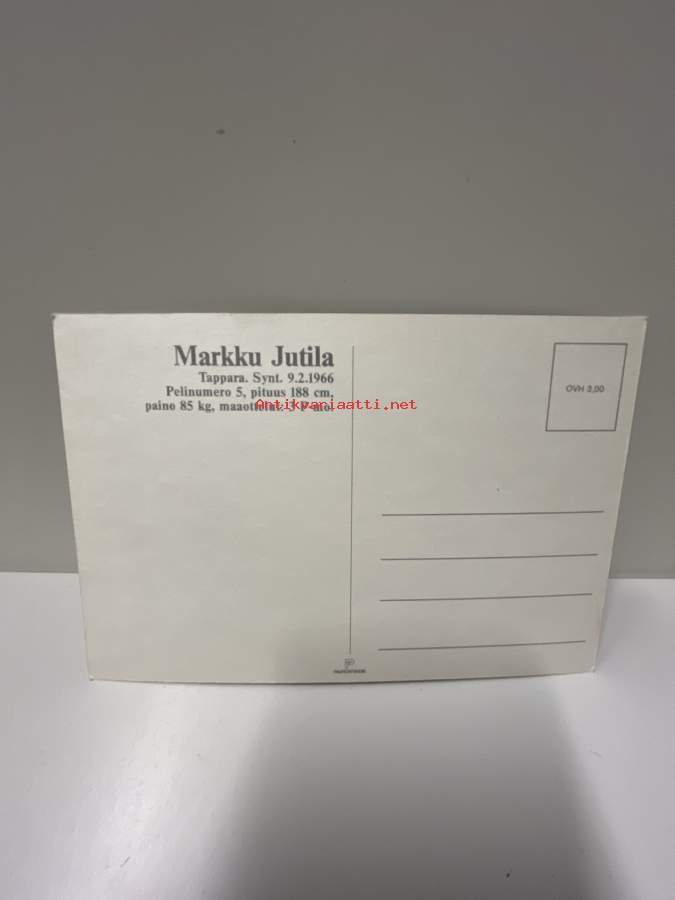 Markku Jutila
Tappara. Synt. 9.2.1966
Pelinumero 5, pituus 188 cm,
paino 85 kg,
Antikvariaatti.net
OVH 3,00